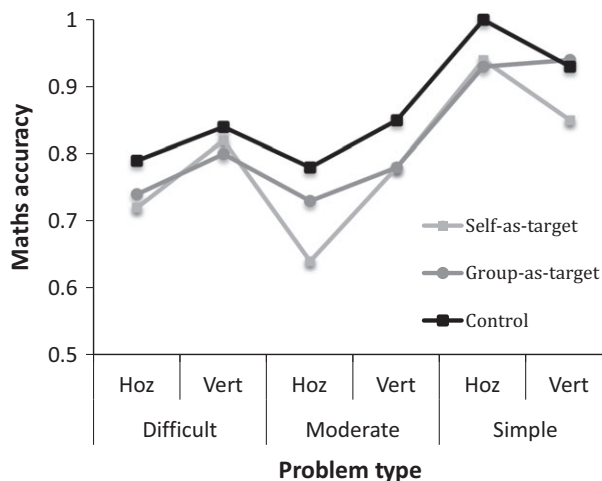 Maths accuracy
1
0.9
0.8
0.7
0.6
0.5
Self-as-target
Group-as-target
Control
Hoz Vert Hoz Vert Hoz Vert
Difficult Moderate Simple
Problem type